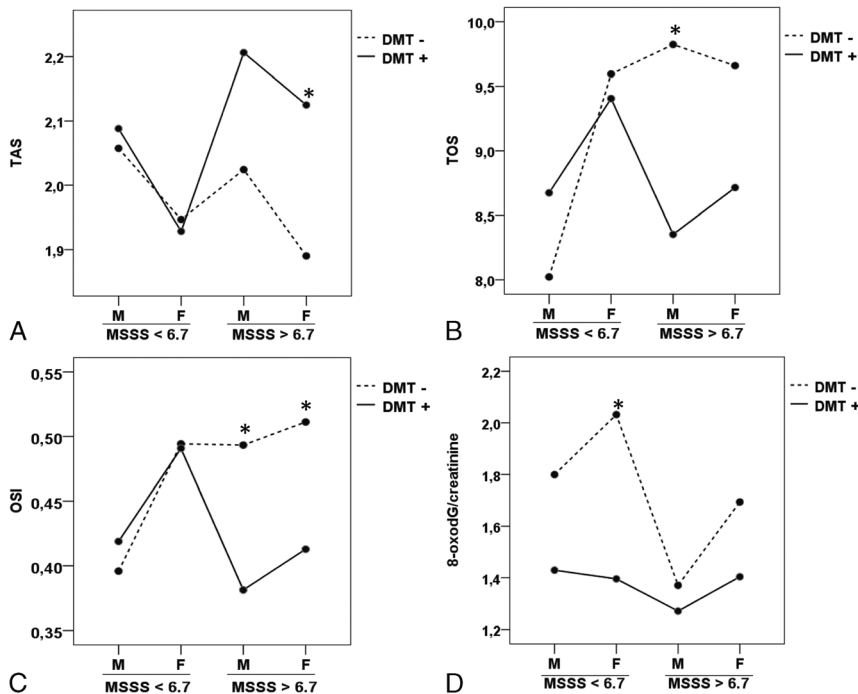 DMT -
DMT +
2,2
2,1
2,0
1,9
TAS
M F M F
MSSS < 6.7 MSSS > 6.7
A
*
DMT -
DMT +
10,0
9,5
9,0
8,5
8,0
TOS
M F M F
MSSS < 6.7 MSSS > 6.7
B
*
DMT -
DMT +
0,55
0,50
0,45
0,40
0,35
OSI
M F M F
MSSS < 6.7 MSSS > 6.7
C
* *
DMT -
DMT +
2,2
2,0
1,8
1,6
1,4
1,2
8-oxodG/creatinine
M F M F
MSSS < 6.7 MSSS > 6.7
D
*